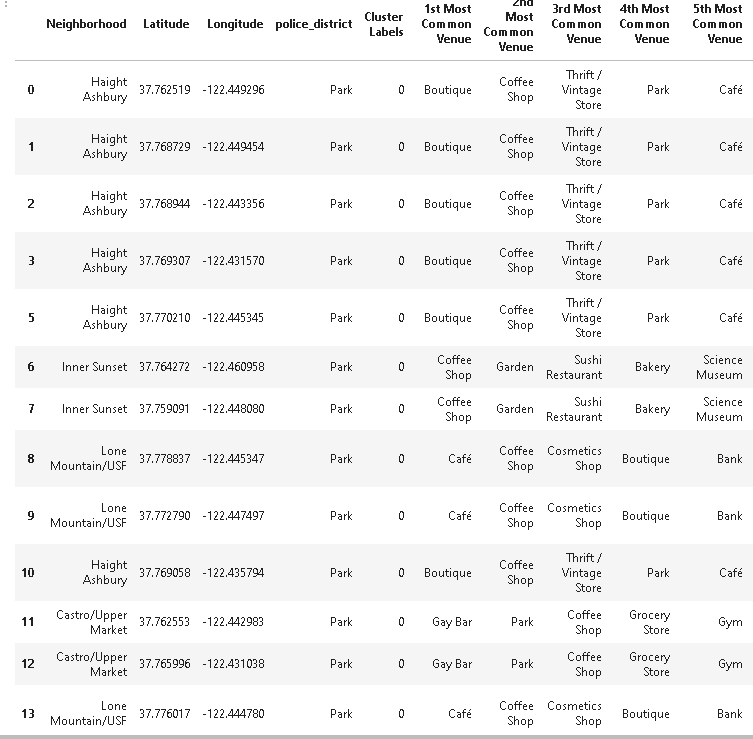 Neighborhood Latitude Longitude police_district Cluster Labels 1st Most Common Venue 2nd Most Common Venue 3rd Most Common Venue 4th Most Common Venue 5th Most Common Venue
0 Haight Ashbury 37.762519 -122.449296 Park 0 Boutique Coffee Shop Thrift / Vintage Store Park Café
1 Haight Ashbury 37.768729 -122.449454 Park 0 Boutique Coffee Shop Thrift / Vintage Store Park Café
2 Haight Ashbury 37.768944 -122.443356 Park 0 Boutique Coffee Shop Thrift / Vintage Store Park Café
3 Haight Ashbury 37.769307 -122.431570 Park 0 Boutique Coffee Shop Thrift / Vintage Store Park Café
5 Haight Ashbury 37.770210 -122.445345 Park 0 Boutique Coffee Shop Thrift / Vintage Store Park Café
6 Inner Sunset 37.764272 -122.460958 Park 0 Coffee Shop Garden Sushi Restaurant Bakery Science Museum
7 Inner Sunset 37.759091 -122.448080 Park 0 Coffee Shop Garden Sushi Restaurant Bakery Science Museum
8 Lone Mountain/USF 37.778837 -122.445347 Park 0 Café Coffee Shop Cosmetics Shop Boutique Bank
9 Lone Mountain/USF 37.772790 -122.447497 Park 0 Café Coffee Shop Cosmetics Shop Boutique Bank
10 Haight Ashbury 37.769058 -122.435794 Park 0 Boutique Coffee Shop Thrift / Vintage Store Park Café
11 Castro/Upper Market 37.762553 -122.442983 Park 0 Gay Bar Park Coffee Shop Grocery Store Gym
12 Castro/Upper Market 37.765996 -122.431038 Park 0 Gay Bar Park Coffee Shop Grocery Store Gym
13 Lone Mountain/USF 37.776017 -122.444780 Park 0 Café Coffee Shop Cosmetics Shop Boutique Bank